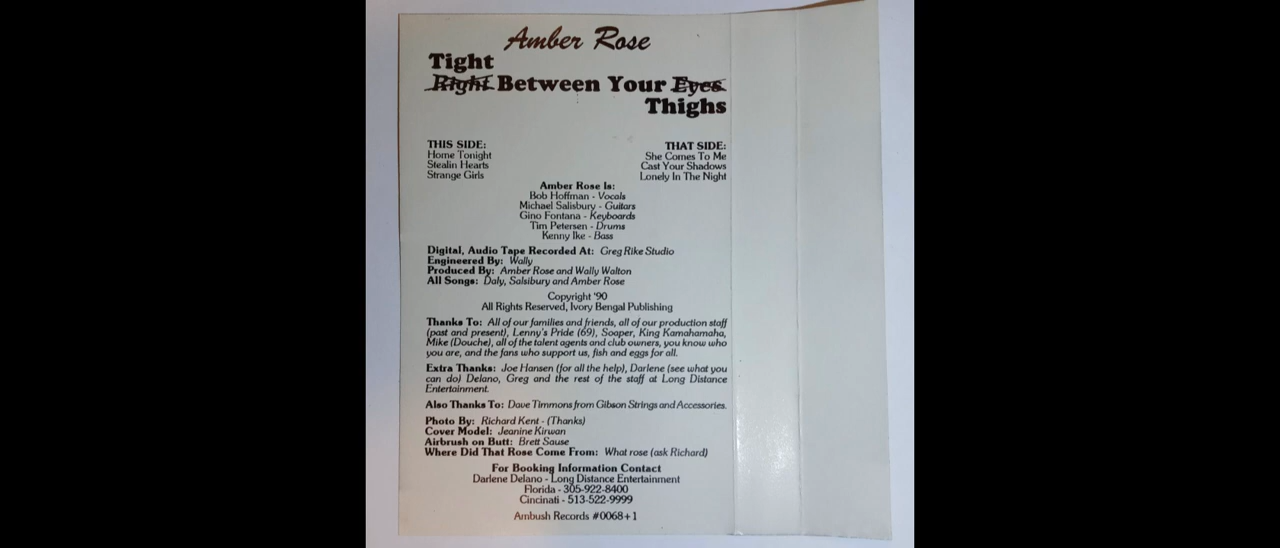 Amber Rose
Tight
Right Between Your Eyes
Thighs
THIS SIDE:
Home Tonight
Stealin Hearts
Strange Girls
THAT SIDE:
She Comes To Me
Cast Your Shadows
Lonely In The Night
Amber Rose Is:
Bob Hoffman - Vocals
Michael Salisbury - Guitars
Gino Fontana - Keyboards
Tim Petersen - Drums
Kenny Ike - Bass
Digital, Audio Tape Recorded At: Greg Rike Studio
Engineered By: Wally
Produced By: Amber Rose and Wally Walton
All Songs: Daly, Salsibury and Amber Rose
Copyright '90
All Rights Reserved, Ivory Bengal Publishing
Thanks To: All of our families and friends, all of our production staff
(past and present), Lenny's Pride (69), Soaper, King Kamahamaha,
Mike (Douche), all of the talent agents and club owners, you know who
you are, and the fans who support us, fish and eggs for all.
Extra Thanks: Joe Hansen (for all the help), Darlene (see what you
can do) Delano, Greg and the rest of the staff at Long Distance
Entertainment.
Also Thanks To: Dave Timmons from Gibson Strings and Accessories.
Photo By: Richard Kent - (Thanks)
Cover Model: Jeanine Kirwan
Airbrush on Butt: Brett Sause
Where Did That Rose Come From: What rose (ask Richard)
For Booking Information Contact
Darlene Delano - Long Distance Entertainment
Florida - 305-922-8400
Cincinati - 513-522-9999
Ambush Records #0068+1